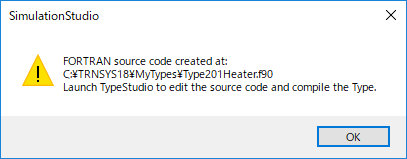 SimulationStudio
FORTRAN source code created at:
C:¥TRNSYS18¥MyTypes¥Type201Heater.f90
Launch TypeStudio to edit the source code and compile the Type.
OK